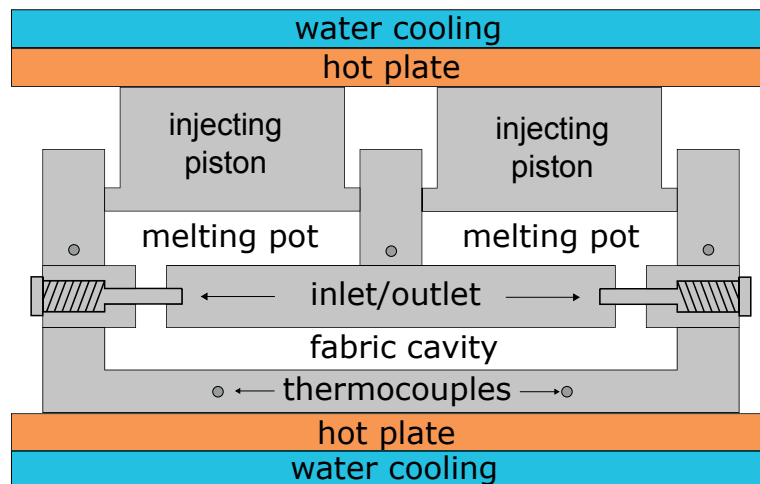 water cooling
hot plate
injecting
piston
injecting
piston
melting pot
melting pot
inlet/outlet
fabric cavity
thermocouples
hot plate
water cooling